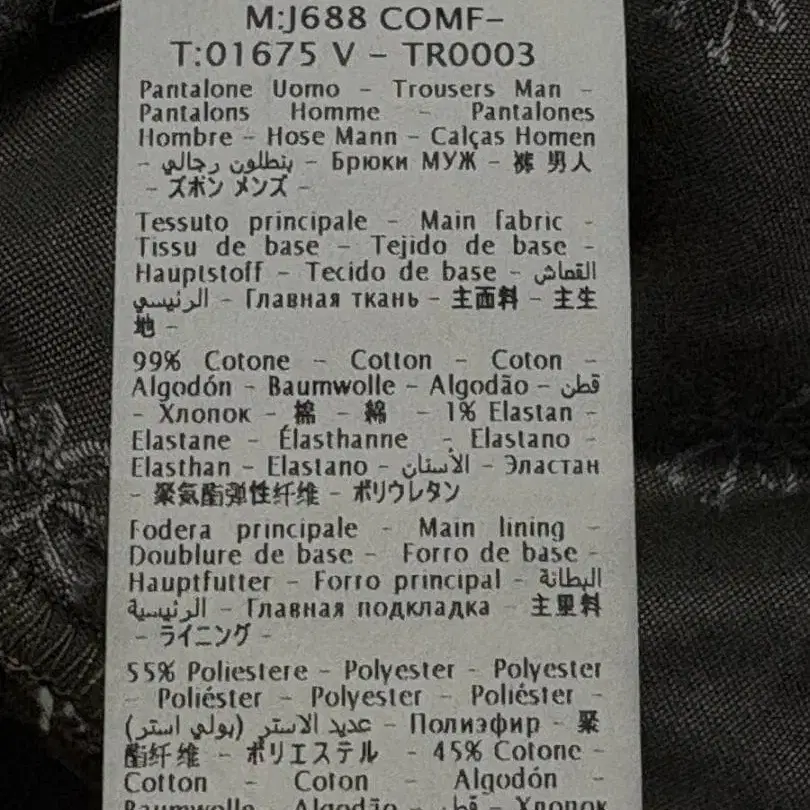 M:J688 COMF-
T:01675 V - TR0003
Pantalone Uomo - Trousers Man -
Pantalons Homme - Pantalones
Hombre - Hose Mann - Calças Homen
- بنطلون رجالي - Брюки МУЖ - 裤 男人
- ズボン メンズ -
Tessuto principale - Main fabric -
Tissu de base - Tejido de base -
Hauptstoff - Tecido de base - القماش
الرئيسي - Главная ткань - 主面料 - 主生
地 -
99% Cotone - Cotton - Coton -
Algodón - Baumwolle - Algodão - قطن
- Хлопок - 棉 - 綿 - 1% Elastan -
Elastane - Élasthanne - Elastano -
Elasthan - Elastano - الأستان - Эластан
- 聚氨酯弹性纤维 - ポリウレタン
Fodera principale - Main lining -
Doublure de base - Forro de base -
Hauptfutter - Forro principal - البطانة
الرئيسية - Главная подкладка - 主里料
- ライニング -
55% Poliestere - Polyester - Polyester
- Poliéster - Polyester - Poliéster -
عديد الاستر (بولي استر) - Полиэфир - 聚
酯纤维 - ポリエステル - 45% Cotone -
Cotton - Coton - Algodón -
Baumwolle - Algodão - قطن - Хлопок